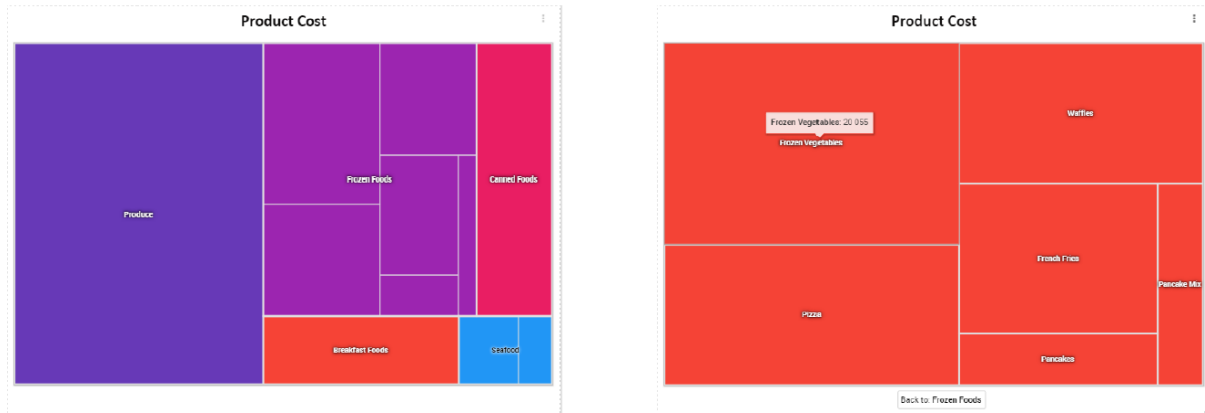 Product Cost
Produce
Frozen Foods
Canned Foods
Breakfast Foods
Seafood
Product Cost
Frozen Vegetables: 20 055
Frozen Vegetables
Waffles
French Fries
Pancake Mix
Pizza
Pancakes
Back to: Frozen Foods